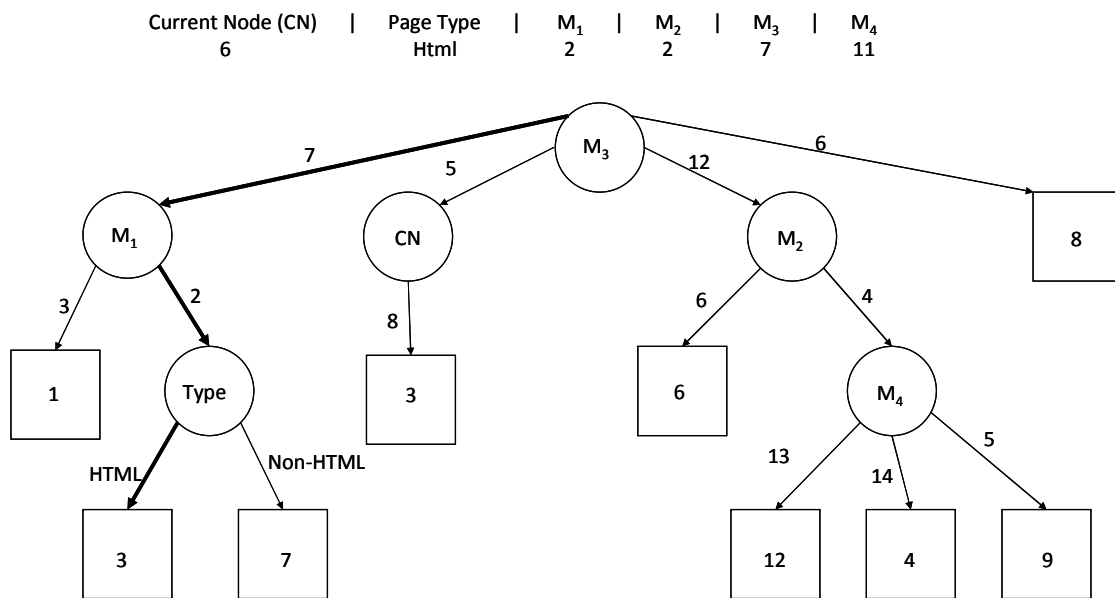 Current Node (CN) | Page Type | M₁ | M₂ | M₃ | M₄
6 Html 2 2 7 11
M₃
7 5 12 6
M₁ CN M₂ 8
3 2 8 6 4
1 Type 3 6 M₄
HTML Non-HTML 13 14 5
3 7 12 4 9